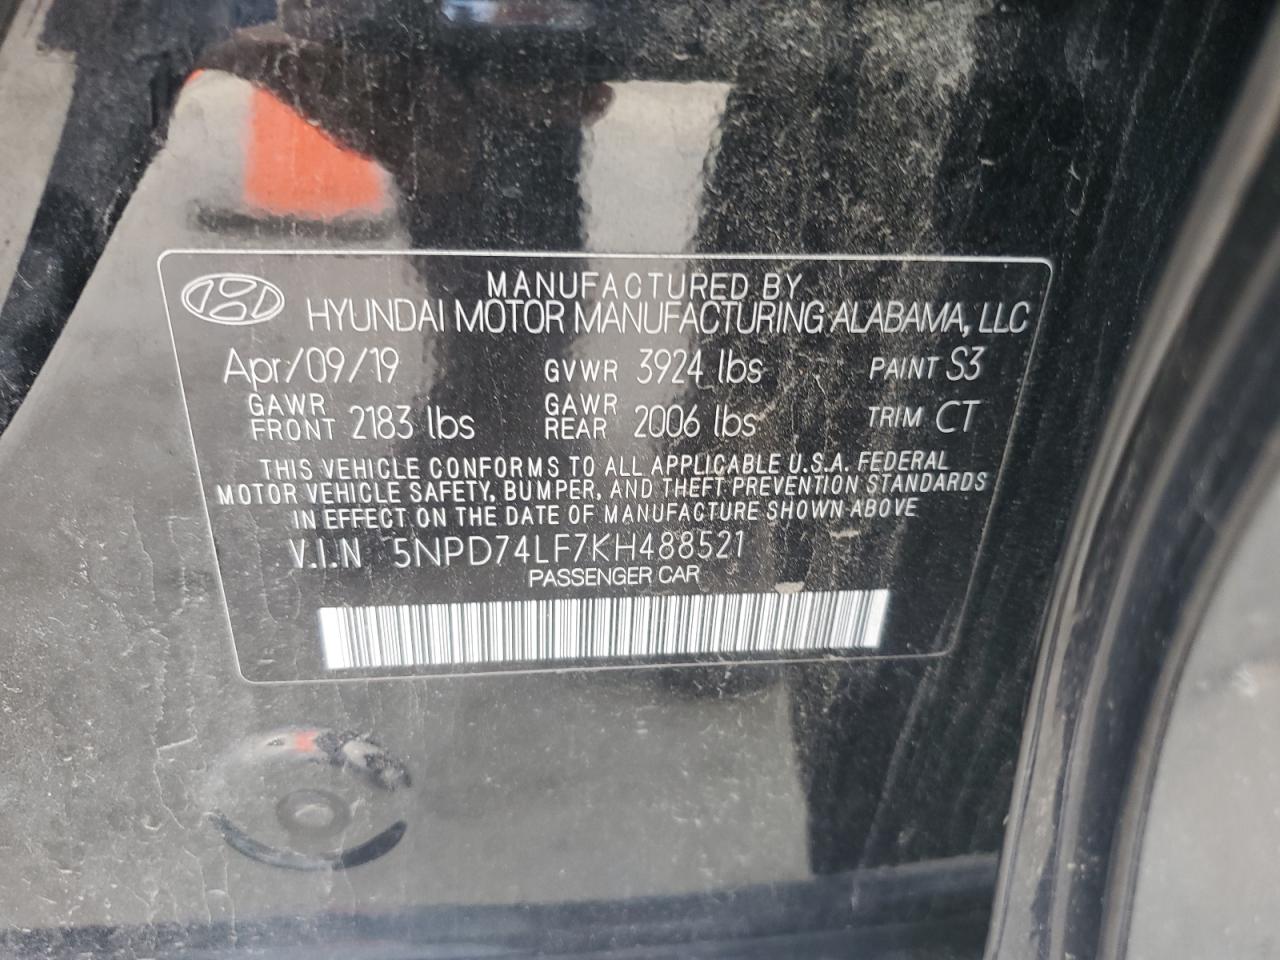 MANUFACTURED BY
HYUNDAI MOTOR MANUFACTURING ALABAMA, LLC
Apr/09/19 GVWR 3924 lbs PAINT S3
GAWR FRONT 2183 lbs GAWR REAR 2006 lbs TRIM CT
THIS VEHICLE CONFORMS TO ALL APPLICABLE U.S.A. FEDERAL
MOTOR VEHICLE SAFETY, BUMPER, AND THEFT PREVENTION STANDARDS
IN EFFECT ON THE DATE OF MANUFACTURE SHOWN ABOVE
V.I.N 5NPD74LF7KH488521
PASSENGER CAR